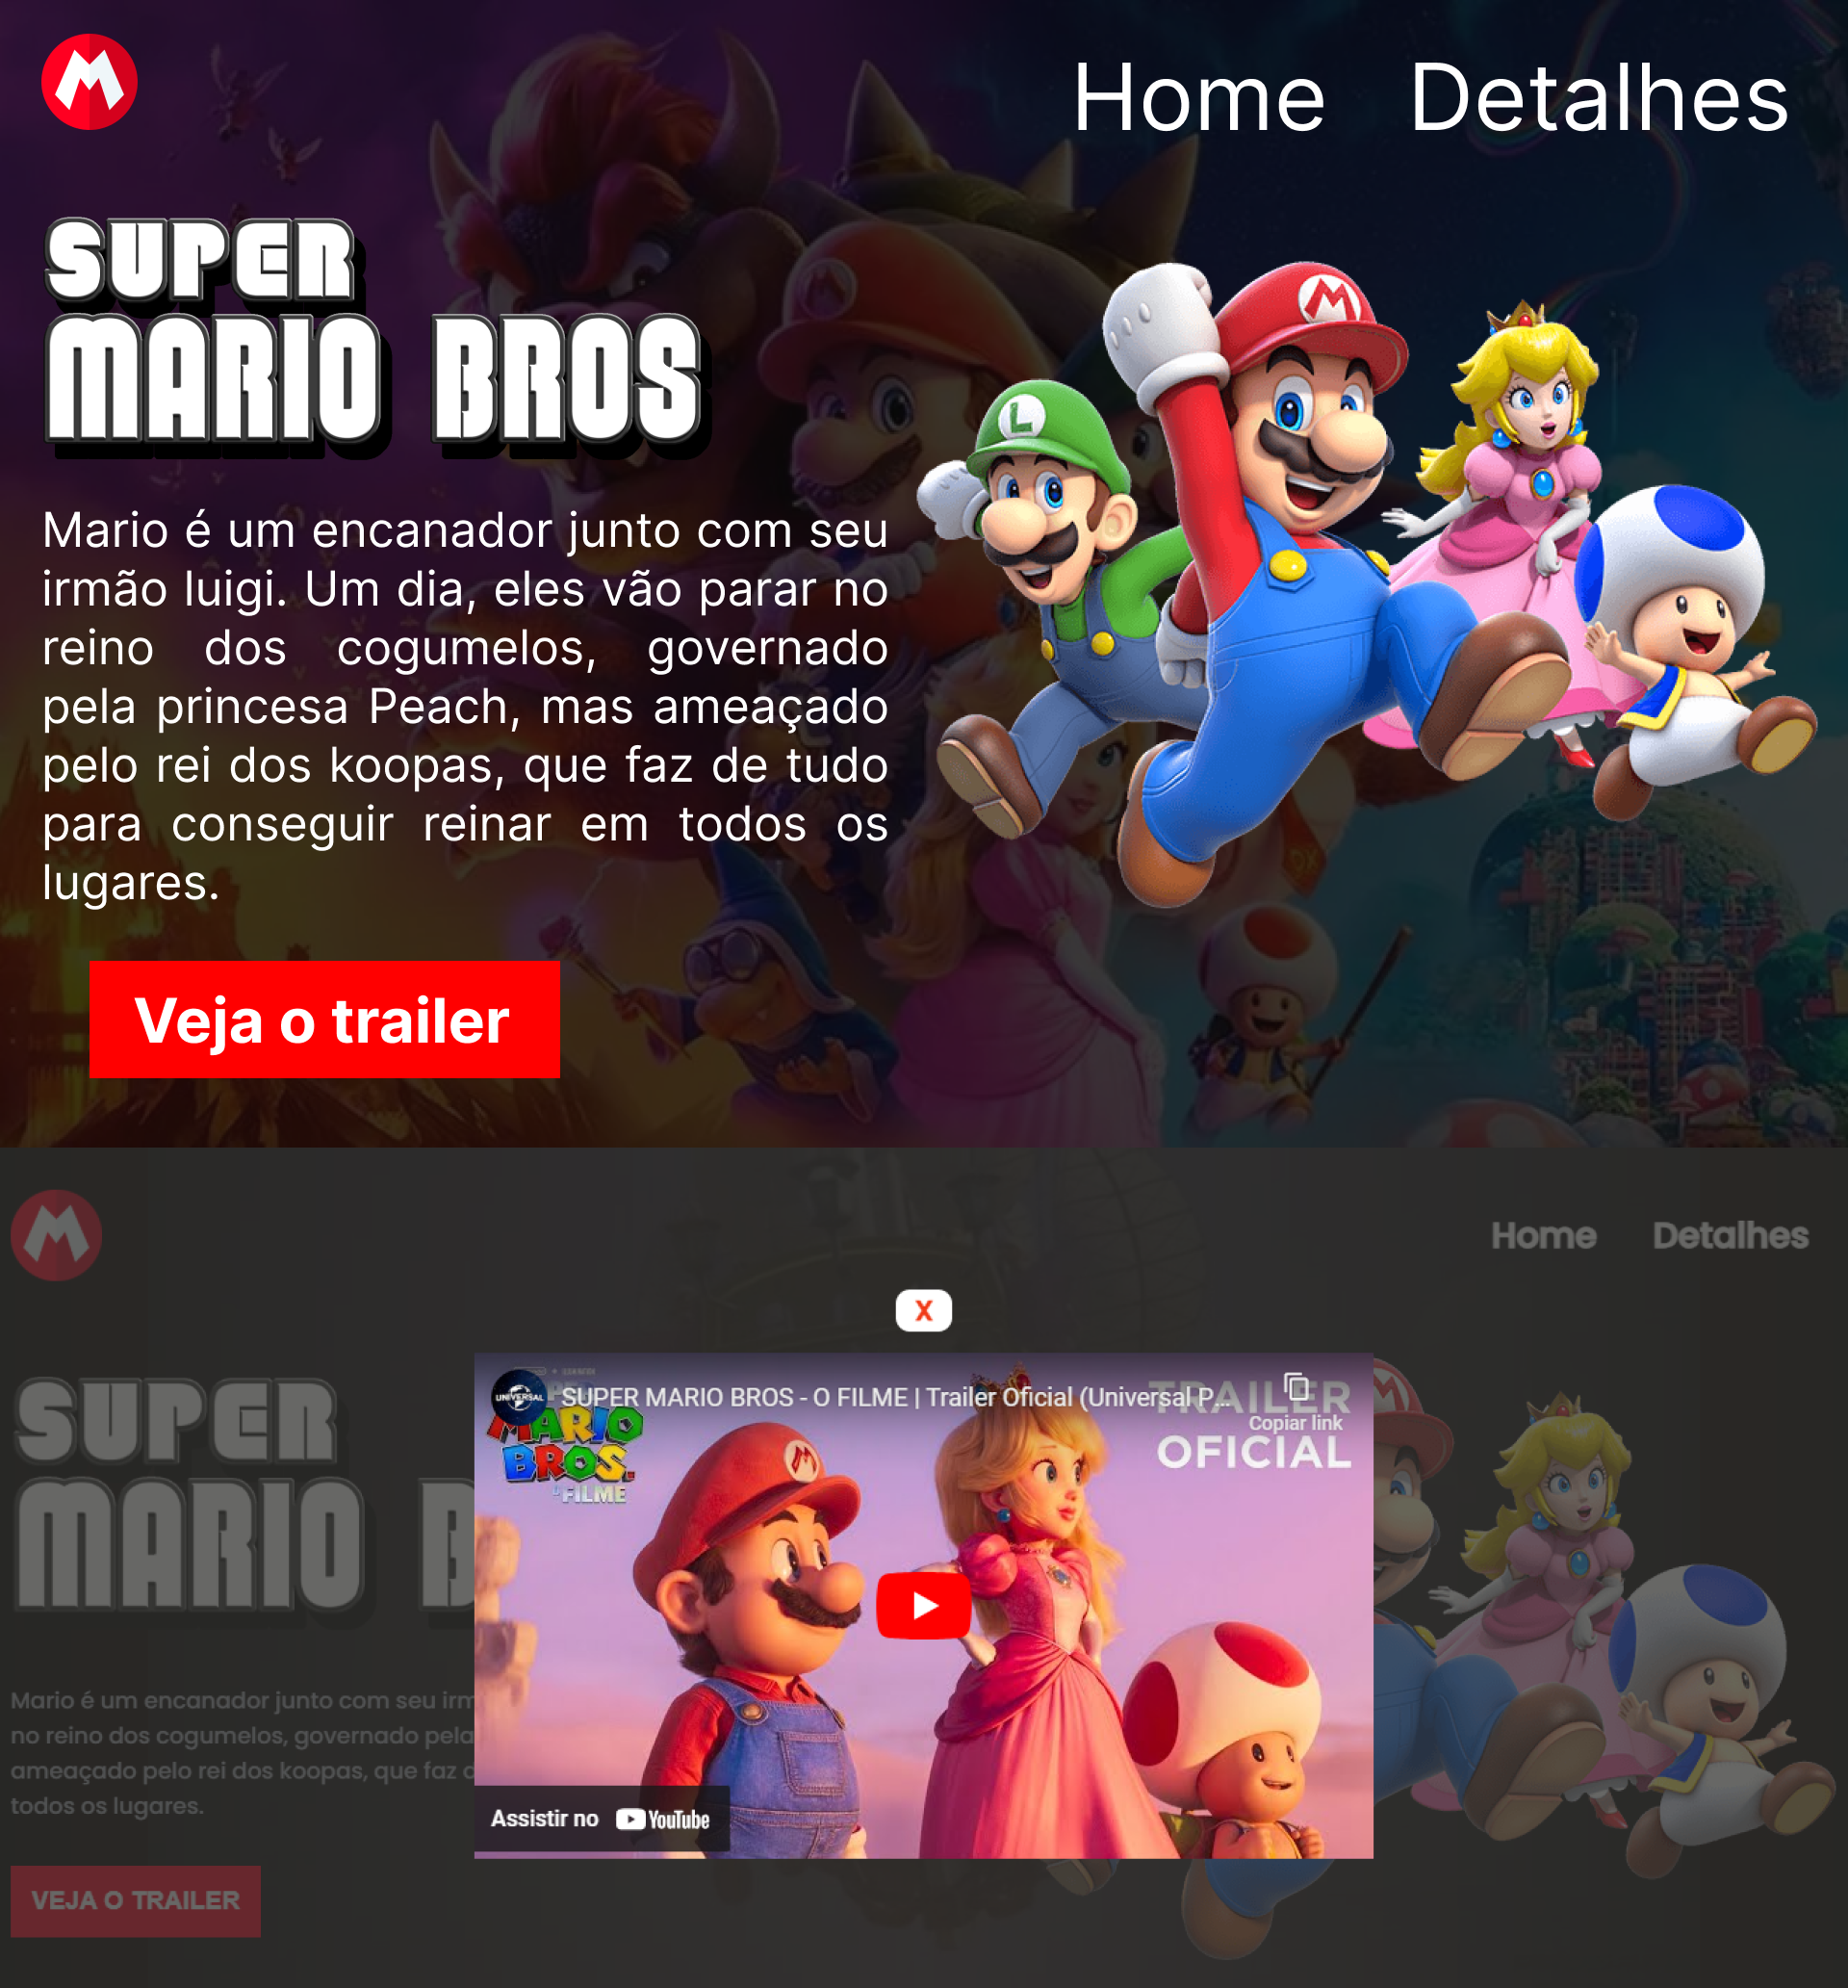 M
Home Detalhes
SUPER
MARIO BROS
M
L
Mario é um encanador junto com seu
irmão luigi. Um dia, eles vão parar no
reino dos cogumelos, governado
pela princesa Peach, mas ameaçado
pelo rei dos koopas, que faz de tudo
para conseguir reinar em todos os
lugares.
Veja o trailer
M
Home Detalhes
X
SUPER
MARIO B
UNIVERSAL
SUPER MARIO BROS - O FILME | Trailer Oficial (Universal P...
TRAILER
Copiar link
OFICIAL
MARIO
BROS.
O FILME
M
Mario é um encanador junto com seu irm
no reino dos cogumelos, governado pela
ameaçado pelo rei dos koopas, que faz d
todos os lugares.
Assistir no YouTube
VEJA O TRAILER